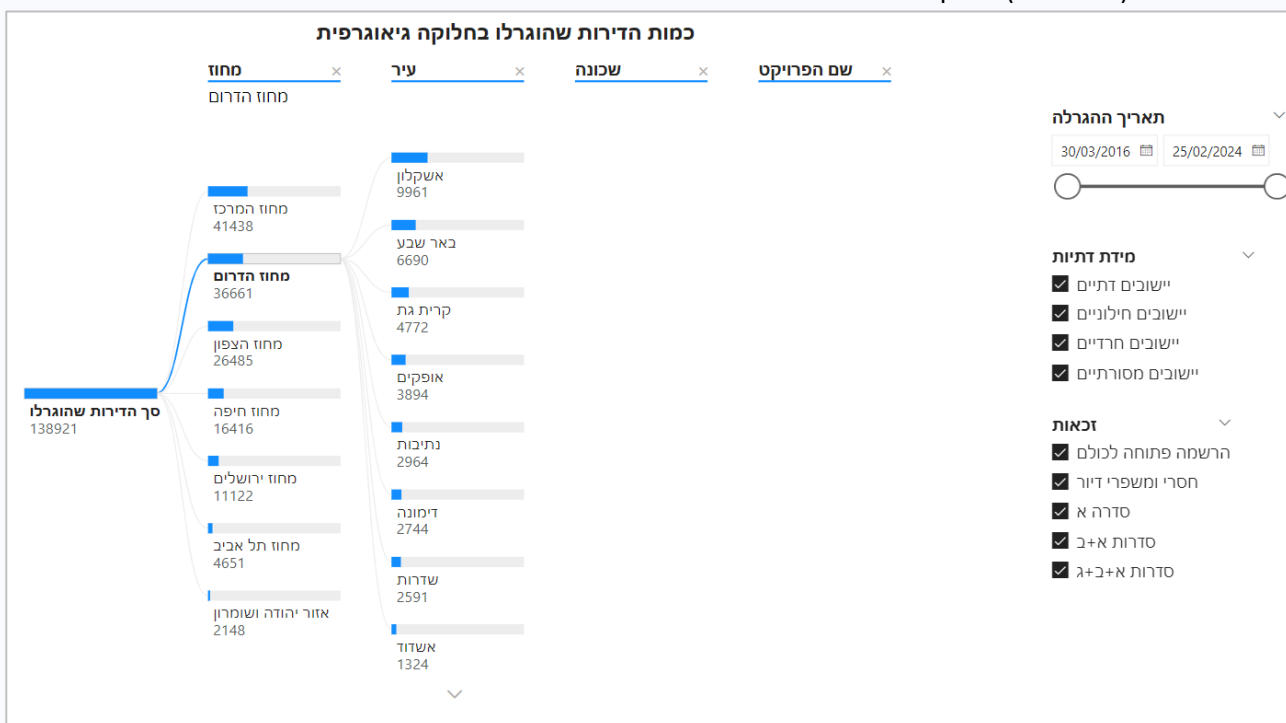 כמות הדירות שהוגרלו בחלוקה גיאוגרפית
מחוז
עיר
שכונה
שם הפרויקט
מחוז הדרום
סך הדירות שהוגרלו
138921
מחוז המרכז
41438
מחוז הדרום
36661
מחוז הצפון
26485
מחוז חיפה
16416
מחוז ירושלים
11122
מחוז תל אביב
4651
אזור יהודה ושומרון
2148
אשקלון
9961
באר שבע
6690
קרית גת
4772
אופקים
3894
נתיבות
2964
דימונה
2744
שדרות
2591
אשדוד
1324
תאריך ההגרלה
30/03/2016
25/02/2024
מידת דתיות
יישובים דתיים
יישובים חילוניים
יישובים חרדיים
יישובים מסורתיים
זכאות
הרשמה פתוחה לכולם
חסרי ומשפרי דיור
סדרה א
סדרות א+ב
סדרות א+ב+ג